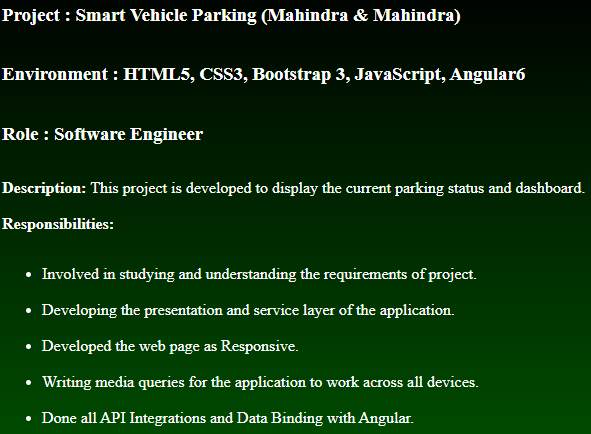 Project : Smart Vehicle Parking (Mahindra & Mahindra)
Environment : HTML5, CSS3, Bootstrap 3, JavaScript, Angular6
Role : Software Engineer
Description: This project is developed to display the current parking status and dashboard.
Responsibilities:
• Involved in studying and understanding the requirements of project.
• Developing the presentation and service layer of the application.
• Developed the web page as Responsive.
• Writing media queries for the application to work across all devices.
• Done all API Integrations and Data Binding with Angular.